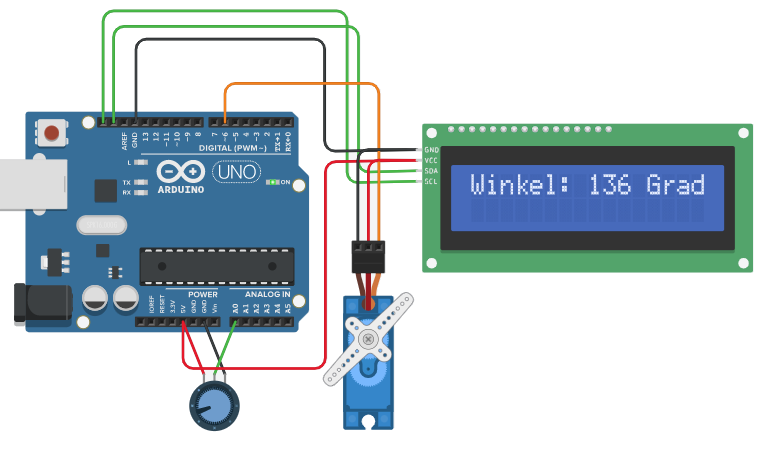 AREF
GND
13
12
~11
~10
~9
8
7
~6
~5
~4
~3
2
TX→1
RX←0
DIGITAL (PWM~)
L
TX
RX
ARDUINO
UNO
ON
GND
VCC
SDA
SCL
Winkel: 136 Grad
POWER
ANALOG IN
IOREF
RESET
3.3V
5V
GND
GND
Vin
A0
A1
A2
A3
A4
A5